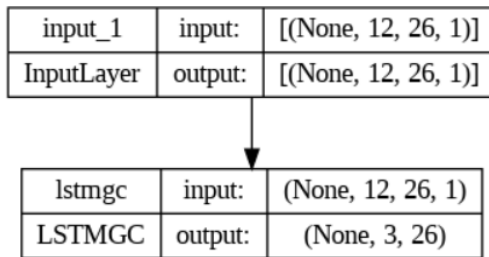 input_1 input: [(None, 12, 26, 1)]
InputLayer output: [(None, 12, 26, 1)]
lstmgc input: (None, 12, 26, 1)
LSTMGC output: (None, 3, 26)